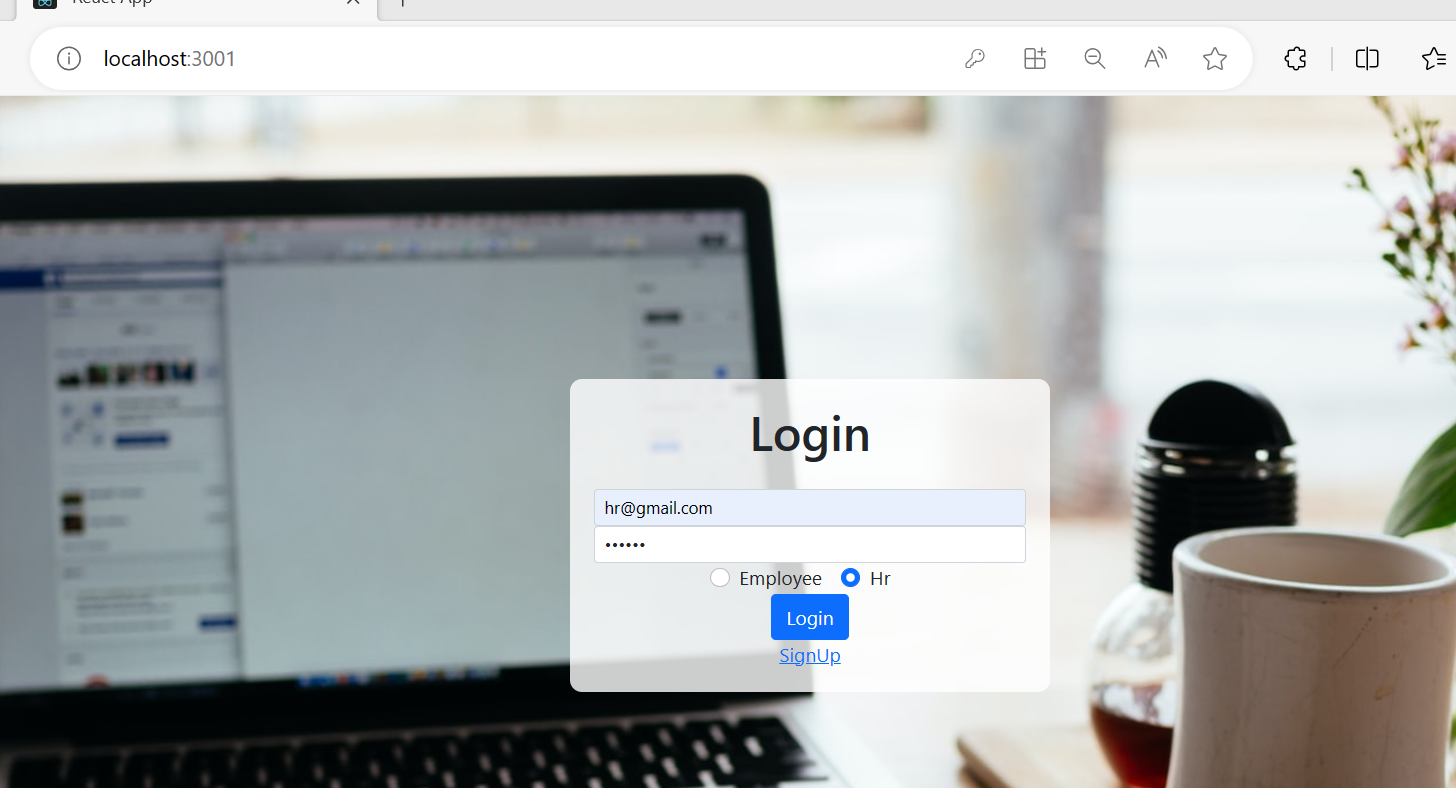 React App
localhost:3001
Login
hr@gmail.com
••••••
Employee Hr
Login
SignUp